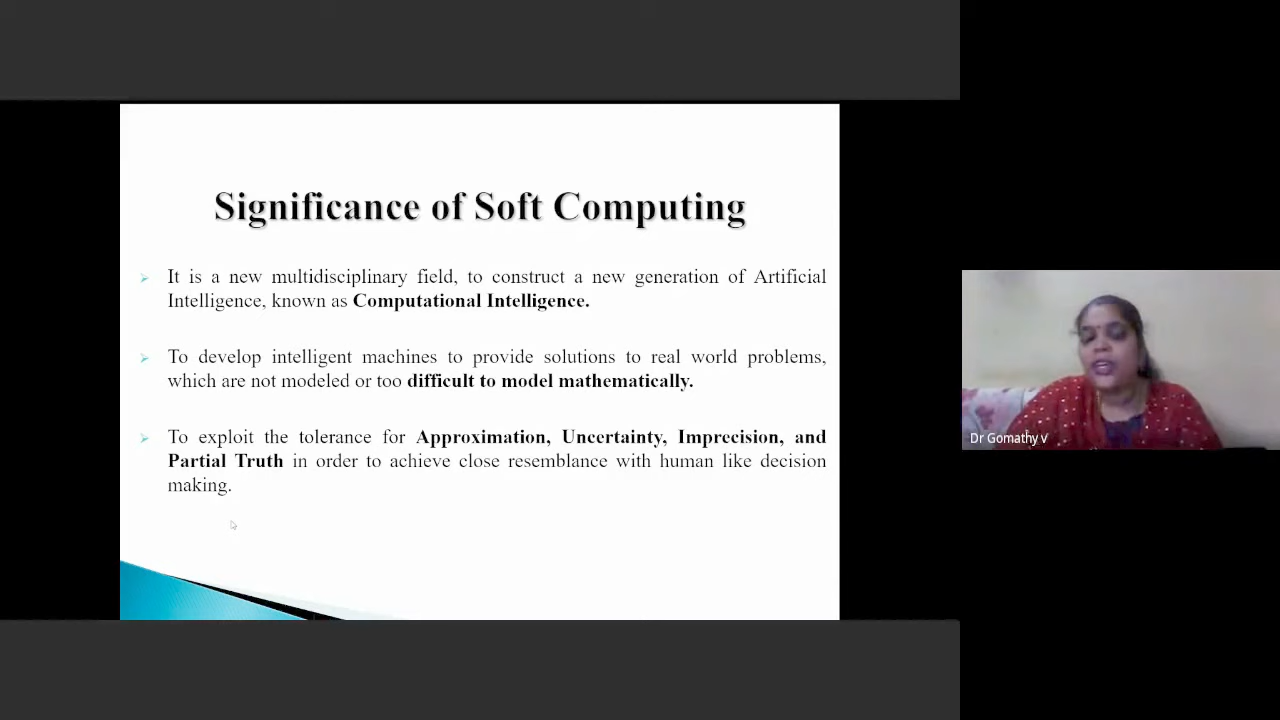 Significance of Soft Computing
It is a new multidisciplinary field, to construct a new generation of Artificial
Intelligence, known as Computational Intelligence.
To develop intelligent machines to provide solutions to real world problems,
which are not modeled or too difficult to model mathematically.
To exploit the tolerance for Approximation, Uncertainty, Imprecision, and
Partial Truth in order to achieve close resemblance with human like decision
making.
Dr Gomathy V